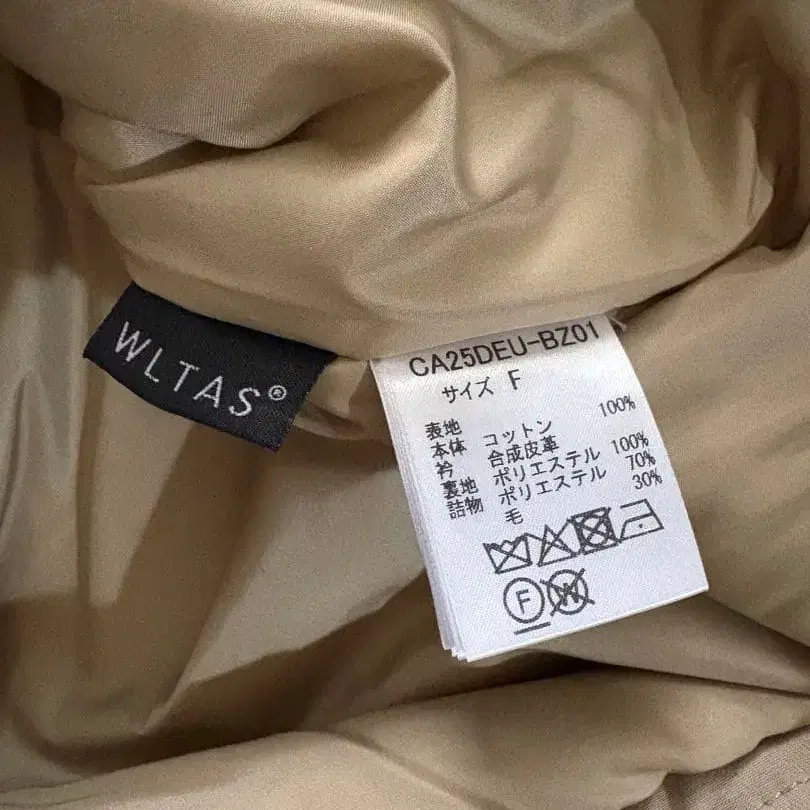 WLTAS®
CA25DEU-BZ01
サイズ F
表地
本体 コットン 100%
衿 合成皮革
裏地 ポリエステル 100%
詰物 ポリエステル 70%
毛 30%
F
W